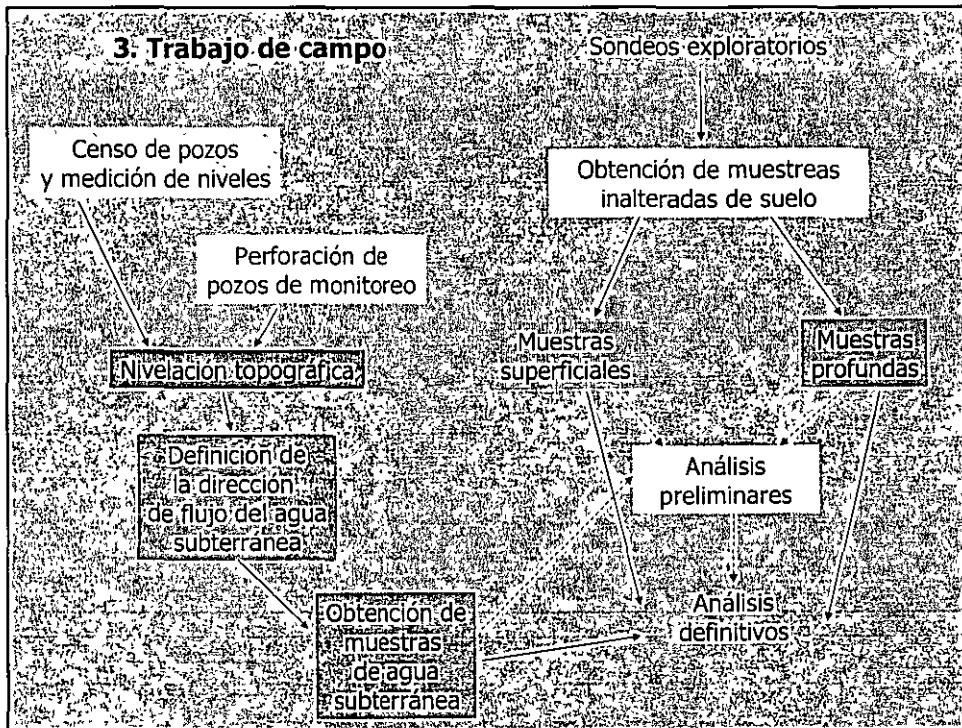 3. Trabajo de campo
Sondeos exploratorios
Censo de pozos
y medición de niveles
Obtención de muestreas
inalteradas de suelo
Perforación de
pozos de monitoreo
Nivelación topográfica
Muestras
superficiales
Muestras
profundas
Definición de
la dirección
de flujo del agua
subterránea
Análisis
preliminares
Obtención de
muestras
de agua
subterránea
Análisis
definitivos